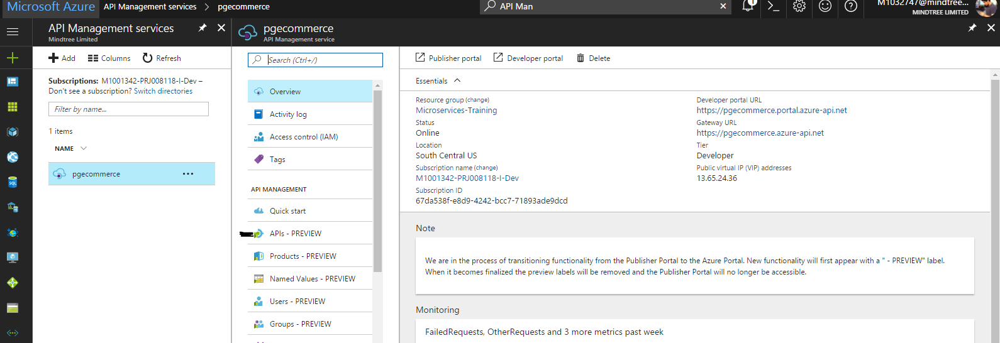 Microsoft Azure API Management services > pgecommerce
API Man
1
M1032747@mindtree...
MINDTREE LIMITED
API Management services
Mindtree Limited
Add Columns Refresh
Subscriptions: M1001342-PRJ008118-I-Dev –
Don't see a subscription? Switch directories
Filter by name...
1 items
NAME
pgecommerce ...
SQL
pgecommerce
API Management service
Search (Ctrl+/)
Overview
Activity log
Access control (IAM)
Tags
API MANAGEMENT
Quick start
APIs - PREVIEW
Products - PREVIEW
Named Values - PREVIEW
Users - PREVIEW
Groups - PREVIEW
Publisher portal Developer portal Delete
Essentials
Resource group (change)
Microservices-Training
Status
Online
Location
South Central US
Subscription name (change)
M1001342-PRJ008118-I-Dev
Subscription ID
67da538f-e8d9-4242-bcc7-71893ade9dcd
Developer portal URL
https://pgecommerce.portal.azure-api.net
Gateway URL
https://pgecommerce.azure-api.net
Tier
Developer
Public virtual IP (VIP) addresses
13.65.24.36
Note
We are in the process of transitioning functionality from the Publisher Portal to the Azure Portal. New functionality will first appear with a " - PREVIEW" label.
When it becomes finalized the preview labels will be removed and the Publisher Portal will no longer be accessible.
Monitoring
FailedRequests, OtherRequests and 3 more metrics past week